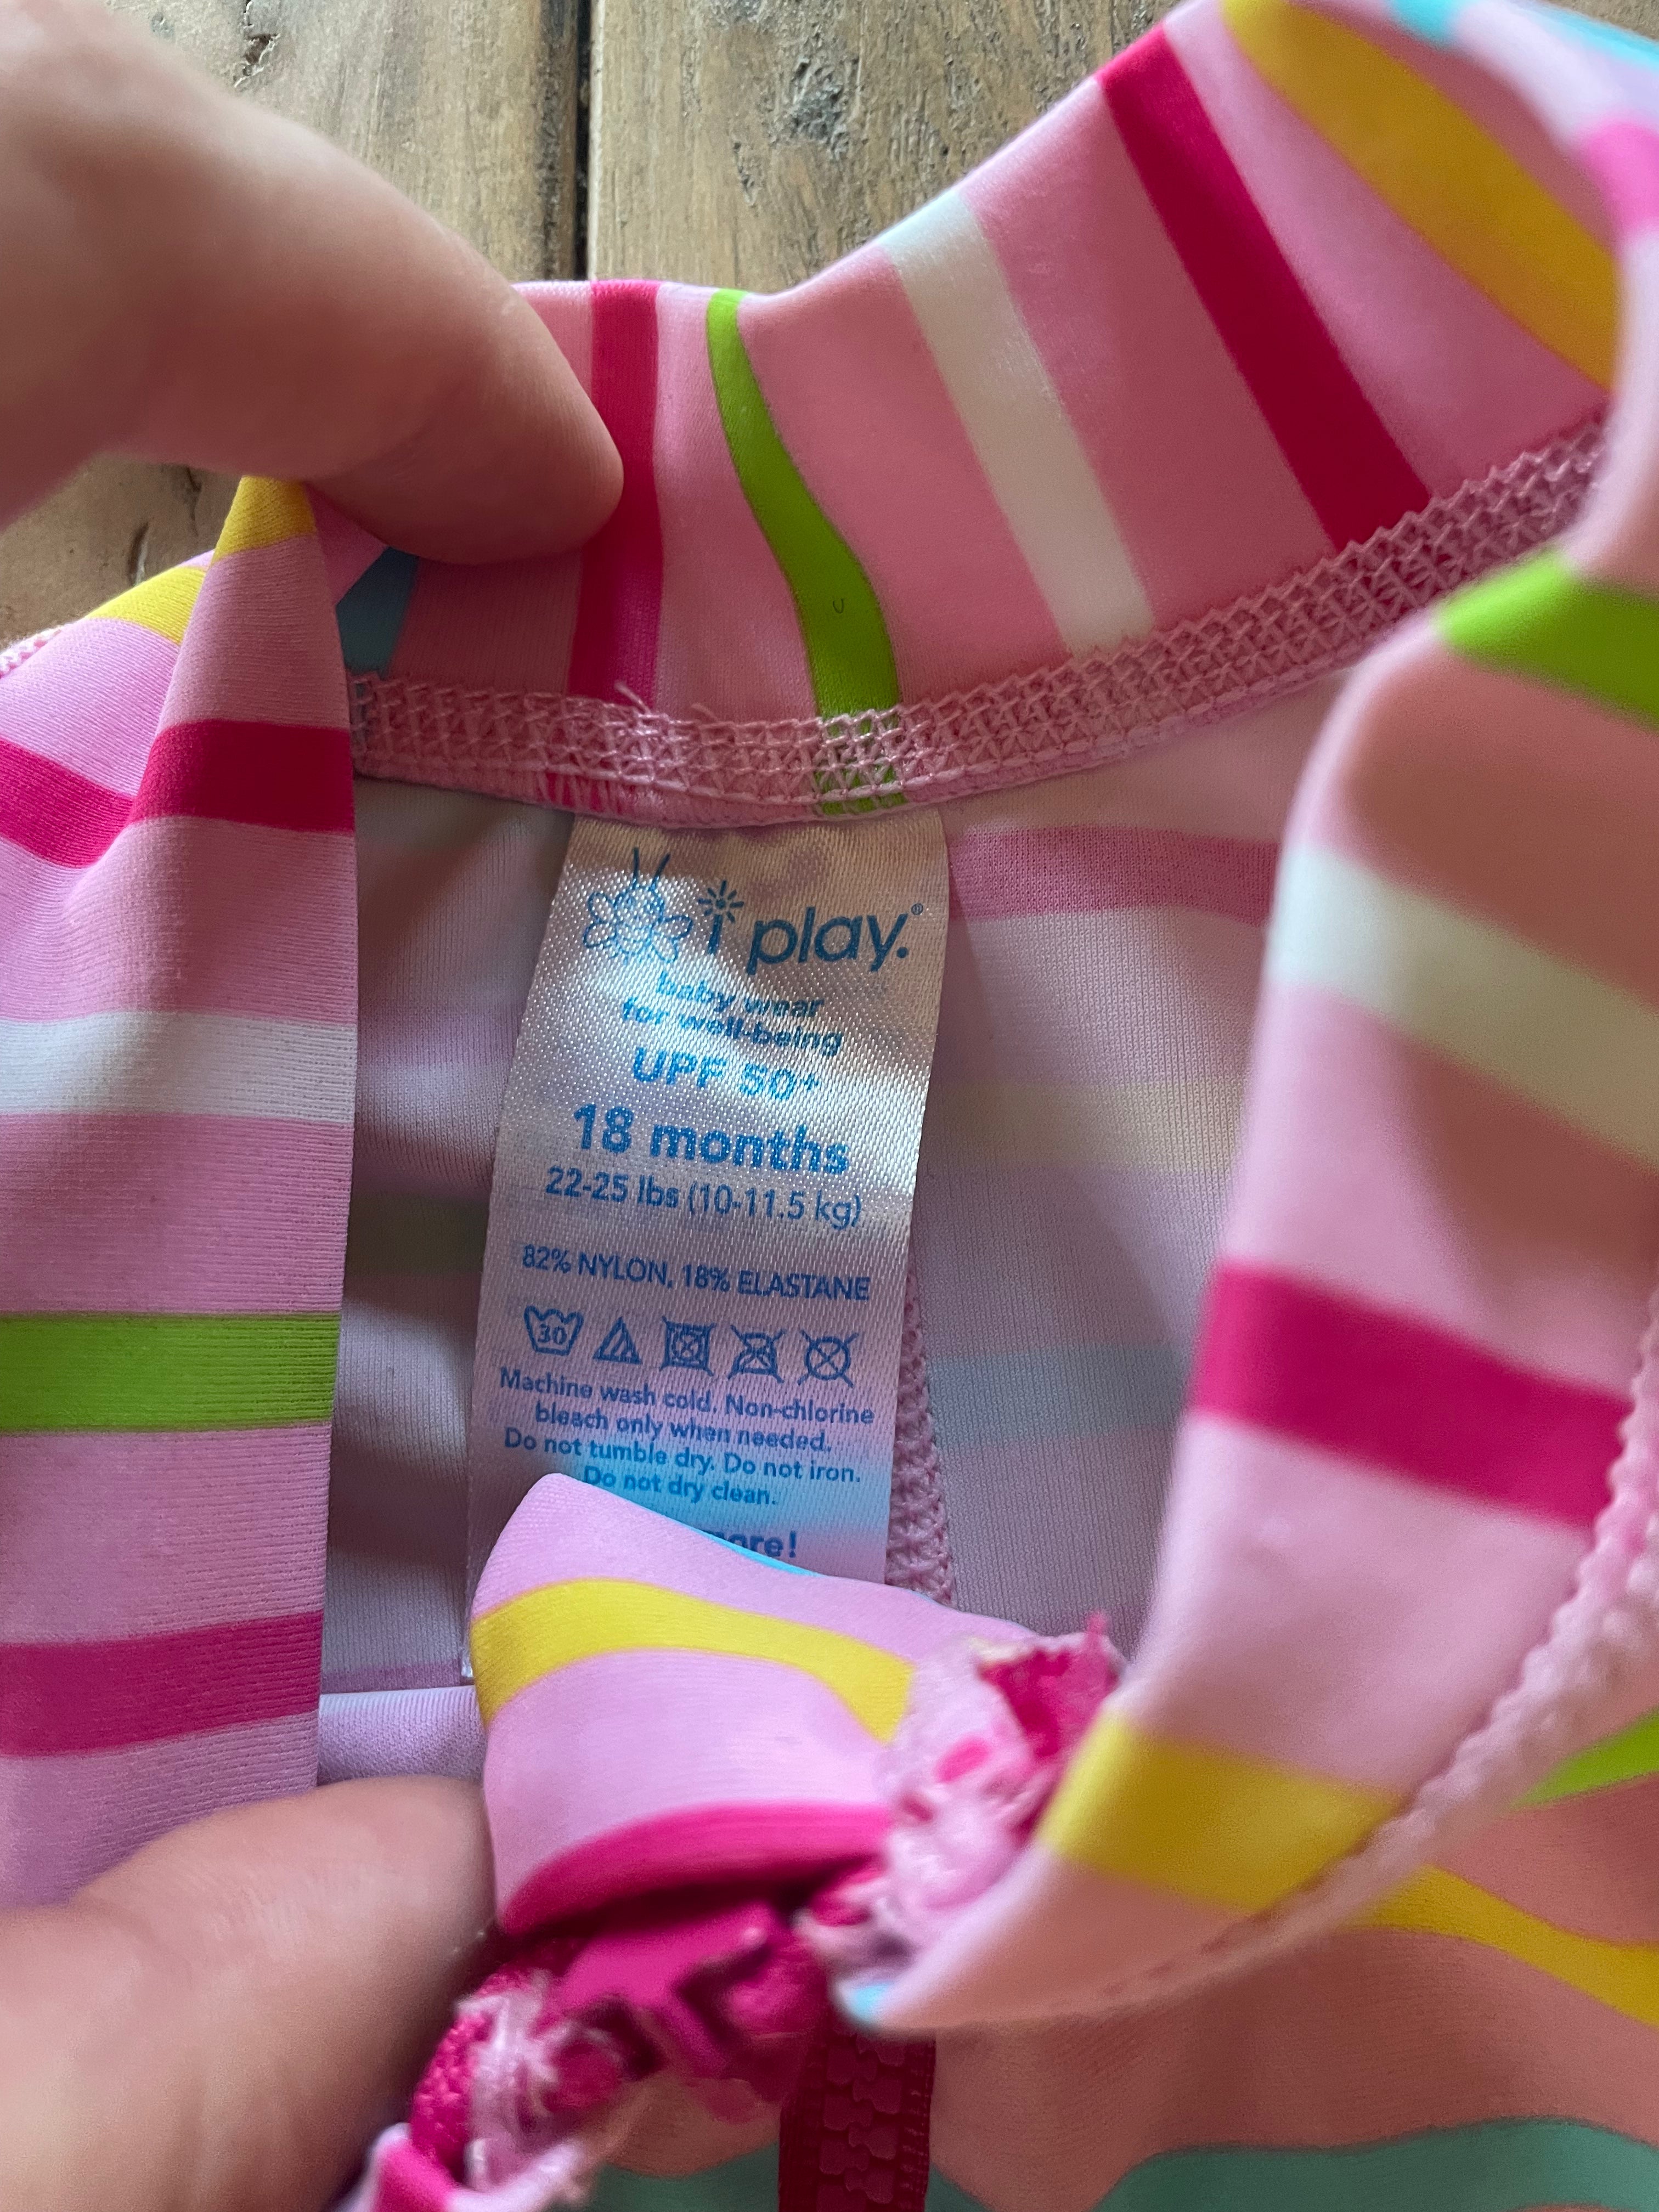 i play.®
baby wear
for well-being
UPF 50+
18 months
22-25 lbs (10-11.5 kg)
82% NYLON, 18% ELASTANE
30
Machine wash cold. Non-chlorine
bleach only when needed.
Do not tumble dry. Do not iron.
Do not dry clean.